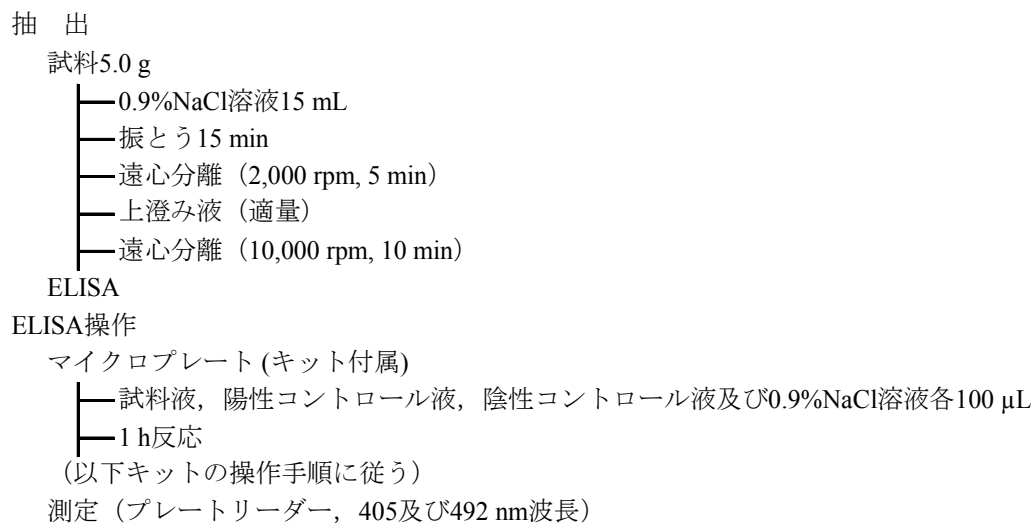 抽　出
試料5.0 g
0.9%NaCl溶液15 mL
振とう15 min
遠心分離（2,000 rpm, 5 min）
上澄み液（適量）
遠心分離（10,000 rpm, 10 min）
ELISA
ELISA操作
マイクロプレート (キット付属)
試料液，陽性コントロール液，陰性コントロール液及び0.9%NaCl溶液各100 µL
1 h反応
（以下キットの操作手順に従う）
測定（プレートリーダー，405及び492 nm波長）